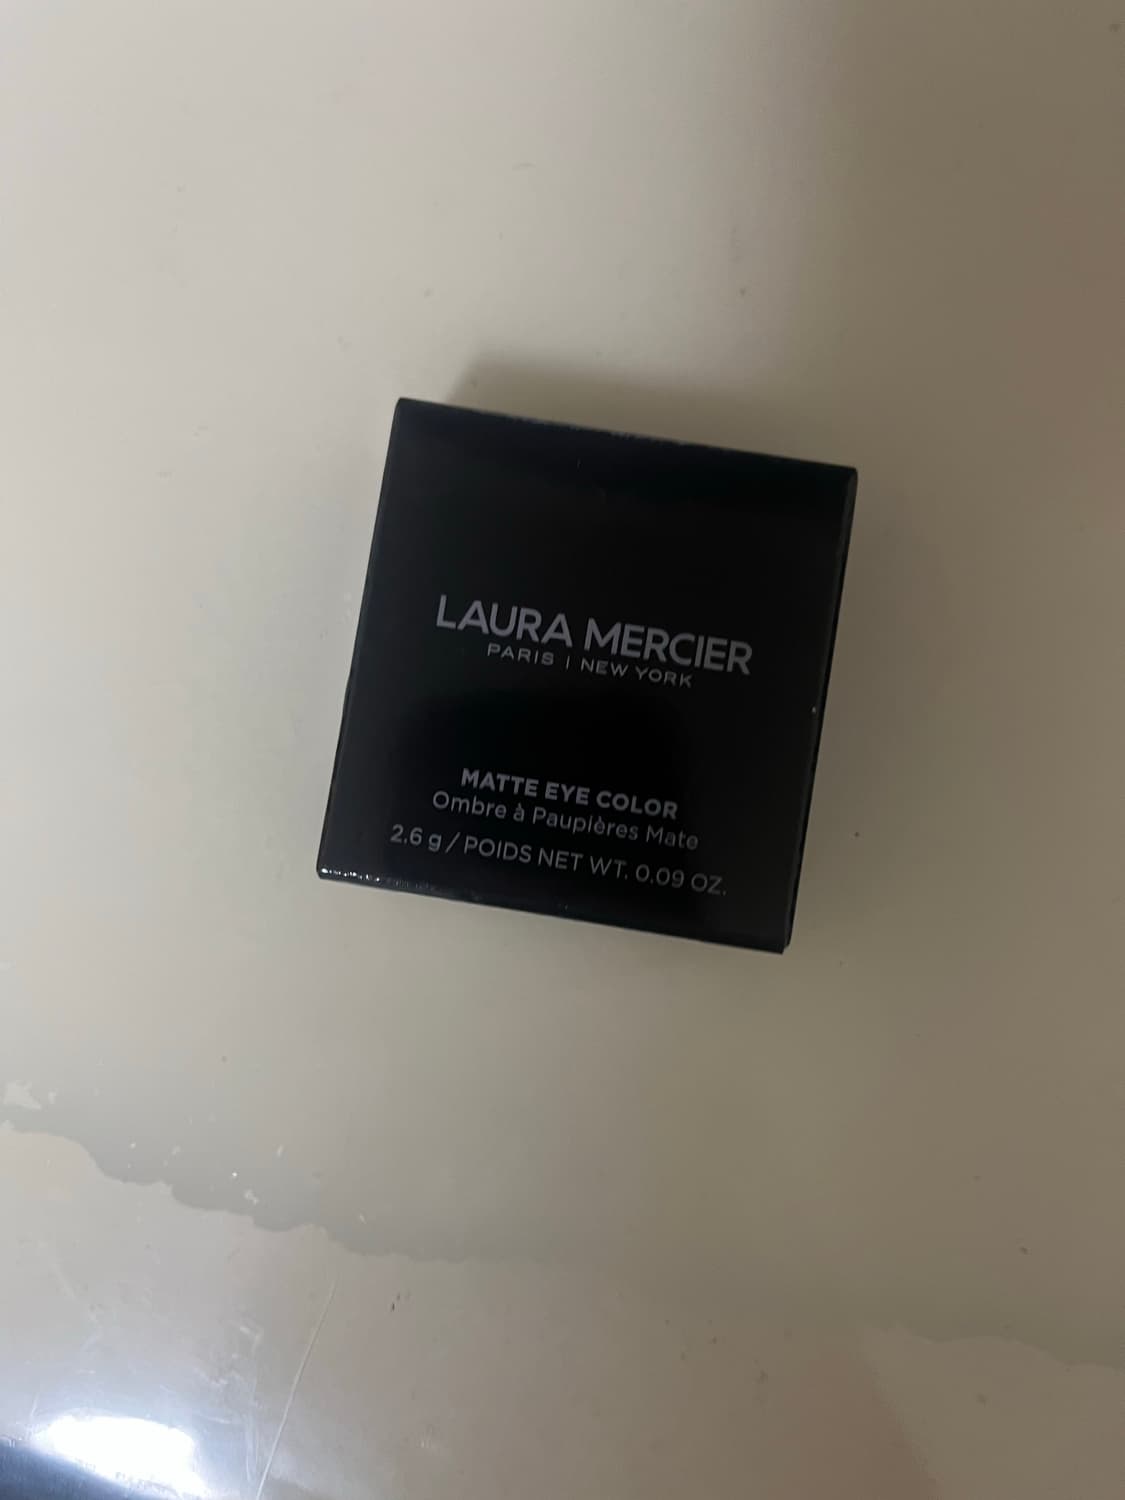 LAURA MERCIER
PARIS | NEW YORK
MATTE EYE COLOR
Ombre à Paupières Mate
2.6 g / POIDS NET WT. 0.09 OZ.